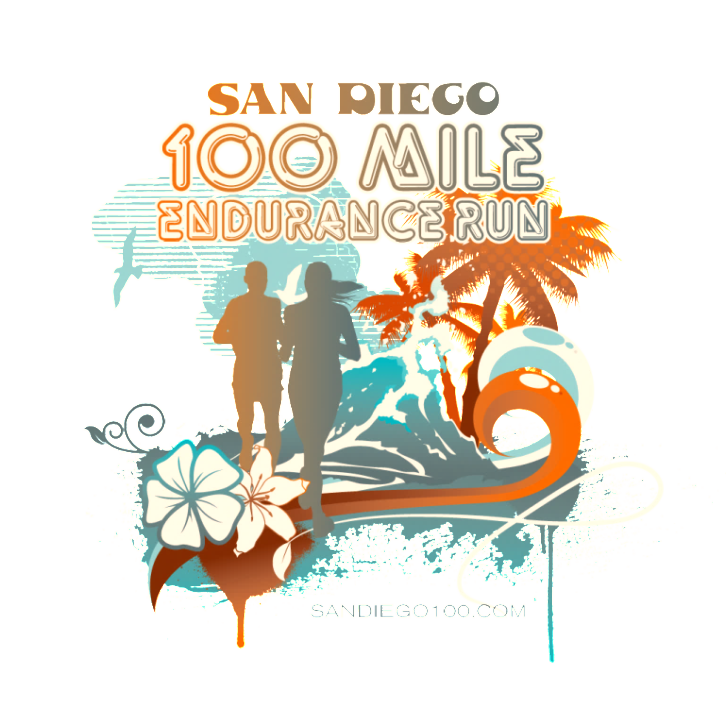 SAN DIEGO
100 MILE
ENDURANCE RUN
SANDIEGO100.COM